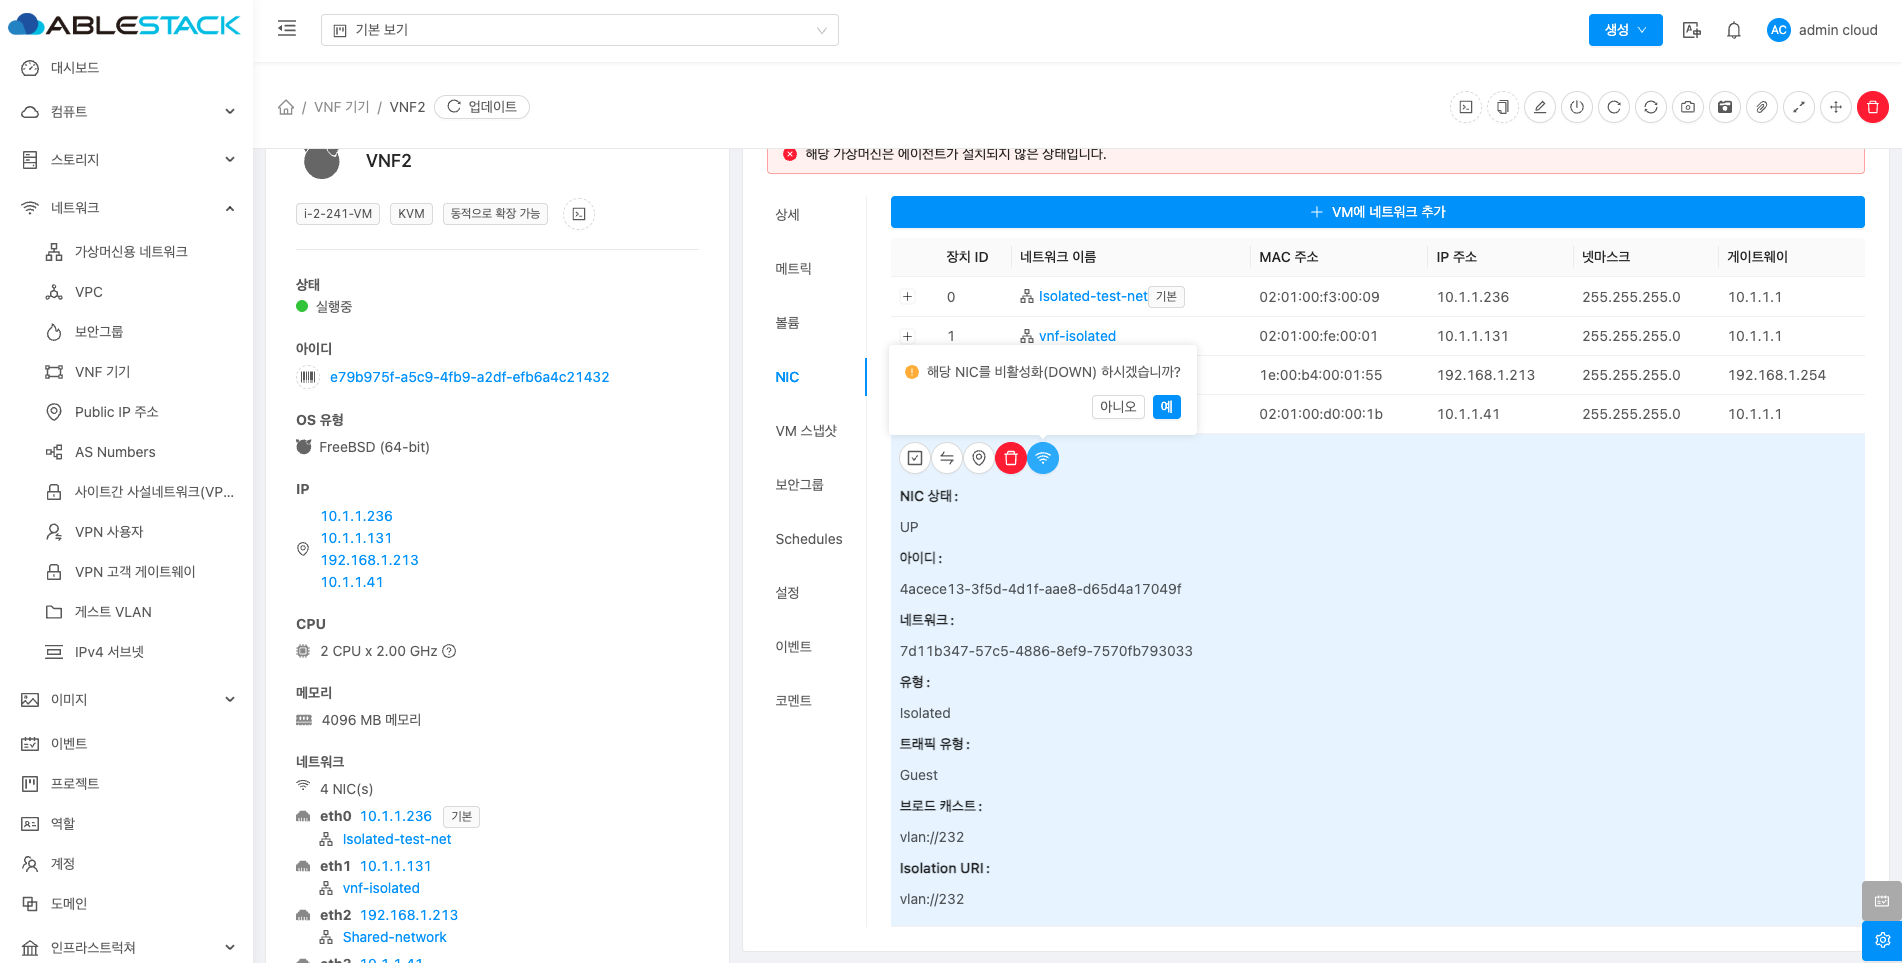 ABLESTACK
기본 보기
생성
AC
admin cloud
대시보드
컴퓨트
스토리지
네트워크
가상머신용 네트워크
VPC
보안그룹
VNF 기기
Public IP 주소
AS Numbers
사이트간 사설네트워크(VP...
VPN 사용자
VPN 고객 게이트웨이
게스트 VLAN
IPv4 서브넷
이미지
이벤트
프로젝트
역할
계정
도메인
인프라스트럭쳐
/ VNF 기기 / VNF2
업데이트
VNF2
i-2-241-VM
KVM
동적으로 확장 가능
상태
실행중
아이디
e79b975f-a5c9-4fb9-a2df-efb6a4c21432
OS 유형
FreeBSD (64-bit)
IP
10.1.1.236
10.1.1.131
192.168.1.213
10.1.1.41
CPU
2 CPU x 2.00 GHz
메모리
4096 MB 메모리
네트워크
4 NIC(s)
eth0 10.1.1.236 기본
Isolated-test-net
eth1 10.1.1.131
vnf-isolated
eth2 192.168.1.213
Shared-network
eth3 10.1.1.41
해당 가상머신은 에이전트가 설치되지 않은 상태입니다.
상세
메트릭
볼륨
NIC
VM 스냅샷
보안그룹
Schedules
설정
이벤트
코멘트
VM에 네트워크 추가
장치 ID 네트워크 이름 MAC 주소 IP 주소 넷마스크 게이트웨이
0 Isolated-test-net 기본 02:01:00:f3:00:09 10.1.1.236 255.255.255.0 10.1.1.1
1 vnf-isolated 02:01:00:fe:00:01 10.1.1.131 255.255.255.0 10.1.1.1
1e:00:b4:00:01:55 192.168.1.213 255.255.255.0 192.168.1.254
02:01:00:d0:00:1b 10.1.1.41 255.255.255.0 10.1.1.1
해당 NIC를 비활성화(DOWN) 하시겠습니까?
아니오
예
NIC 상태 :
UP
아이디 :
4acece13-3f5d-4d1f-aae8-d65d4a17049f
네트워크 :
7d11b347-57c5-4886-8ef9-7570fb793033
유형 :
Isolated
트래픽 유형 :
Guest
브로드 캐스트 :
vlan://232
Isolation URI :
vlan://232